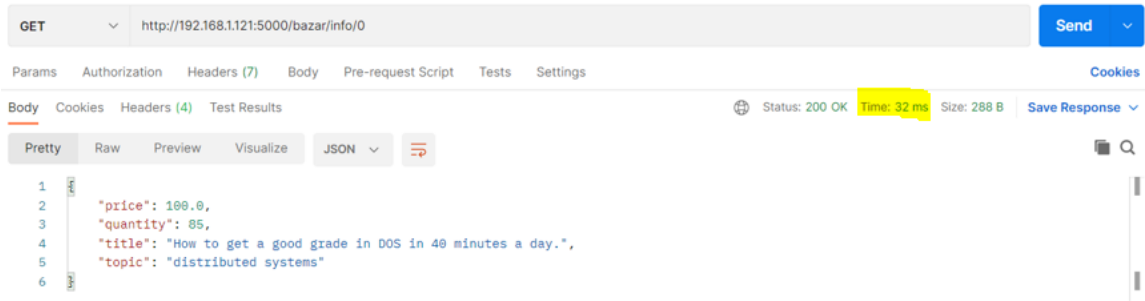 GET http://192.168.1.121:5000/bazar/info/0 Send
Params Authorization Headers (7) Body Pre-request Script Tests Settings Cookies
Body Cookies Headers (4) Test Results Status: 200 OK Time: 32 ms Size: 288 B Save Response
Pretty Raw Preview Visualize JSON
1 {
2 "price": 100.0,
3 "quantity": 85,
4 "title": "How to get a good grade in DOS in 40 minutes a day.",
5 "topic": "distributed systems"
6 }